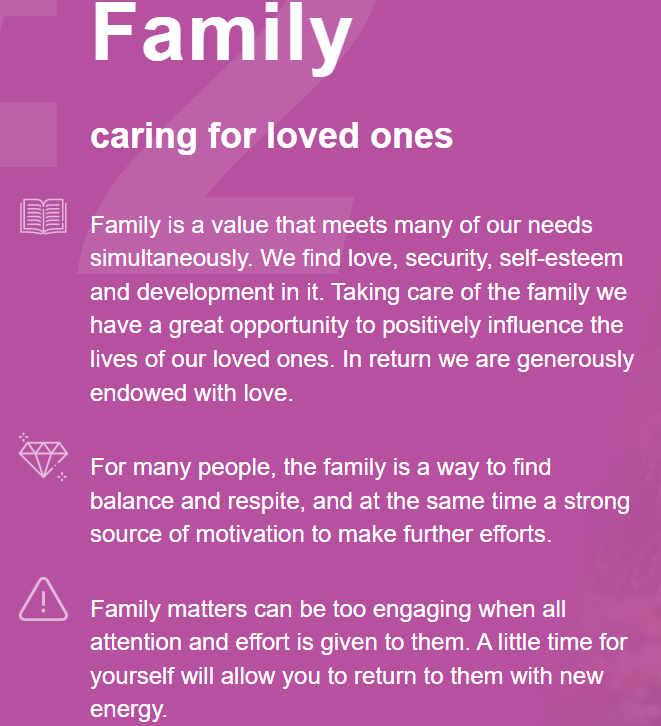 Family
caring for loved ones
Family is a value that meets many of our needs
simultaneously. We find love, security, self-esteem
and development in it. Taking care of the family we
have a great opportunity to positively influence the
lives of our loved ones. In return we are generously
endowed with love.
For many people, the family is a way to find
balance and respite, and at the same time a strong
source of motivation to make further efforts.
Family matters can be too engaging when all
attention and effort is given to them. A little time for
yourself will allow you to return to them with new
energy.